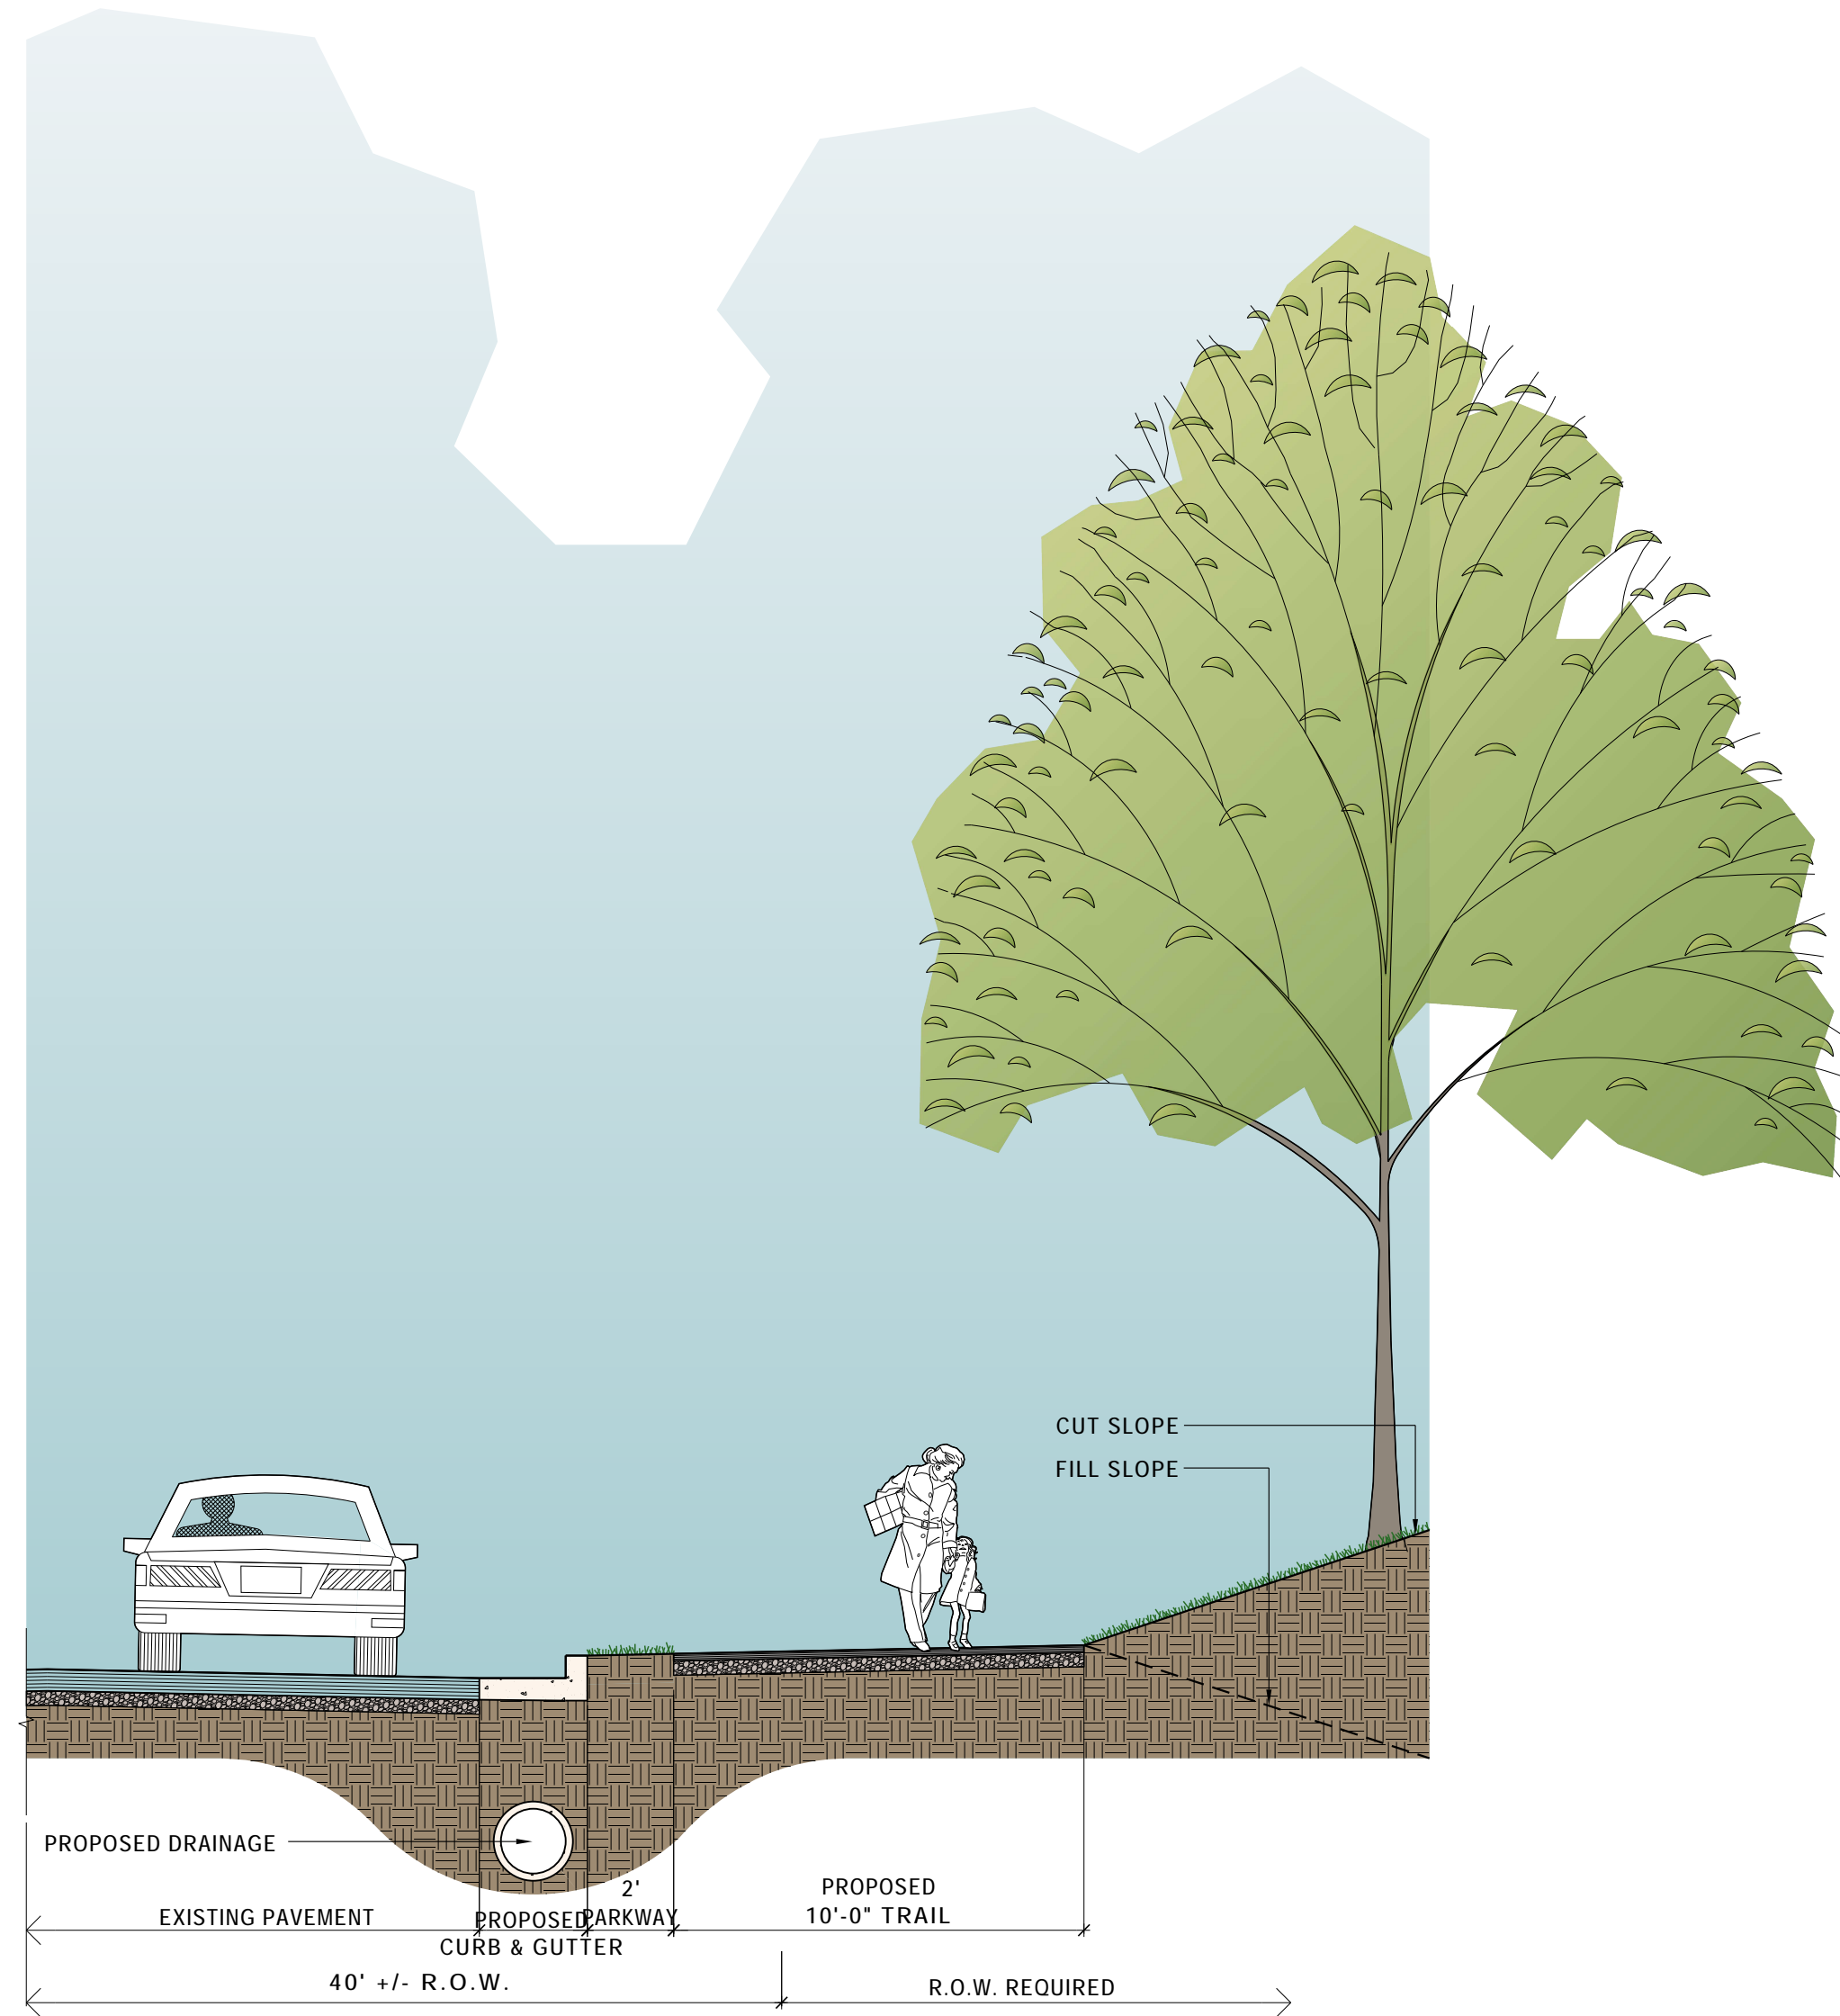 CUT SLOPE
FILL SLOPE
PROPOSED DRAINAGE
EXISTING PAVEMENT
PROPOSED
CURB & GUTTER
2'
PARKWAY
PROPOSED
10'-0" TRAIL
40' +/- R.O.W.
R.O.W. REQUIRED